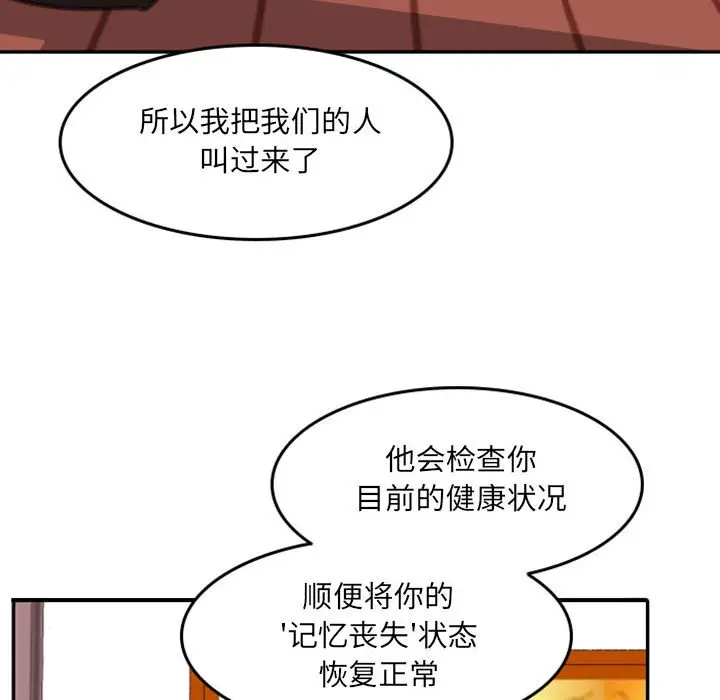 所以我把我们的人
叫过来了
他会检查你
目前的健康状况
顺便将你的
'记忆丧失'状态
恢复正常